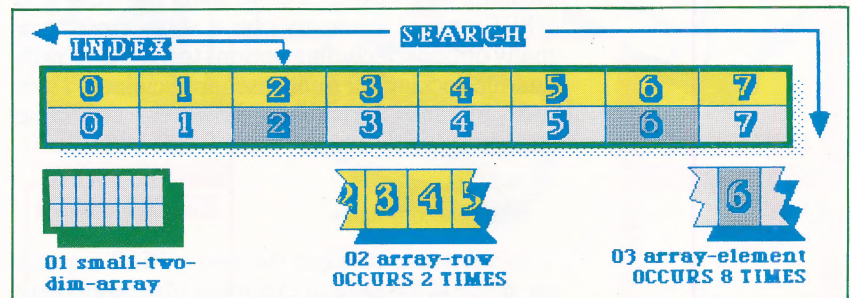 SEARCH
INDEX
0 1 2 3 4 5 6 7
0 1 2 3 4 5 6 7
2 3 4 5
6
01 small-two-
dim-array
02 array-row
OCCURS 2 TIMES
03 array-element
OCCURS 8 TIMES